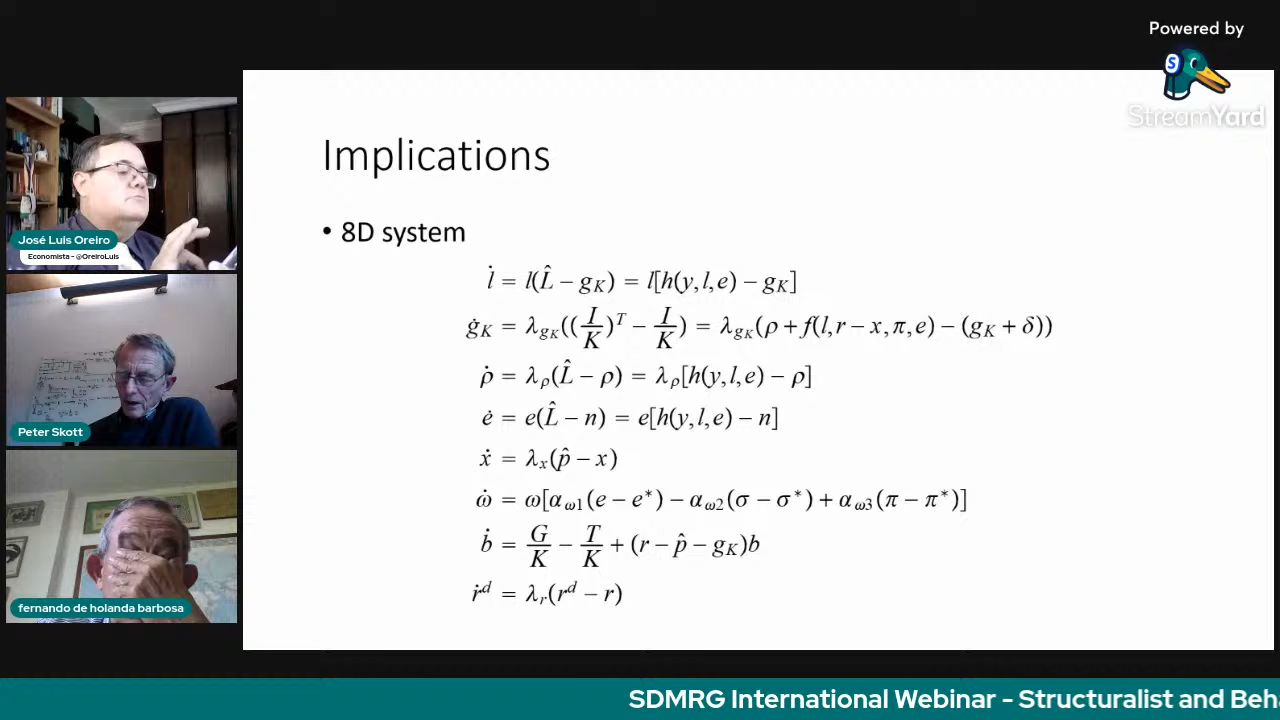 Powered by
StreamYard
José Luis Oreiro
Economista - @OreiroLuis
Peter Skott
fernando de holanda barbosa
Implications
• 8D system
l̇ = l(L̂ − g_K) = l[h(y, l, e) − g_K]
ġ_K = λ_{g_K}((I/K)^T − I/K) = λ_{g_K}(ρ + f(l, r − x, π, e) − (g_K + δ))
ρ̇ = λ_ρ(L̂ − ρ) = λ_ρ[h(y, l, e) − ρ]
ė = e(L̂ − n) = e[h(y, l, e) − n]
ẋ = λ_x(p̂ − x)
ω̇ = ω[α_{ω1}(e − e*) − α_{ω2}(σ − σ*) + α_{ω3}(π − π*)]
ḃ = G/K − T/K + (r − p̂ − g_K)b
ṙ^d = λ_r(r^d − r)
SDMRG International Webinar - Structuralist and Beh